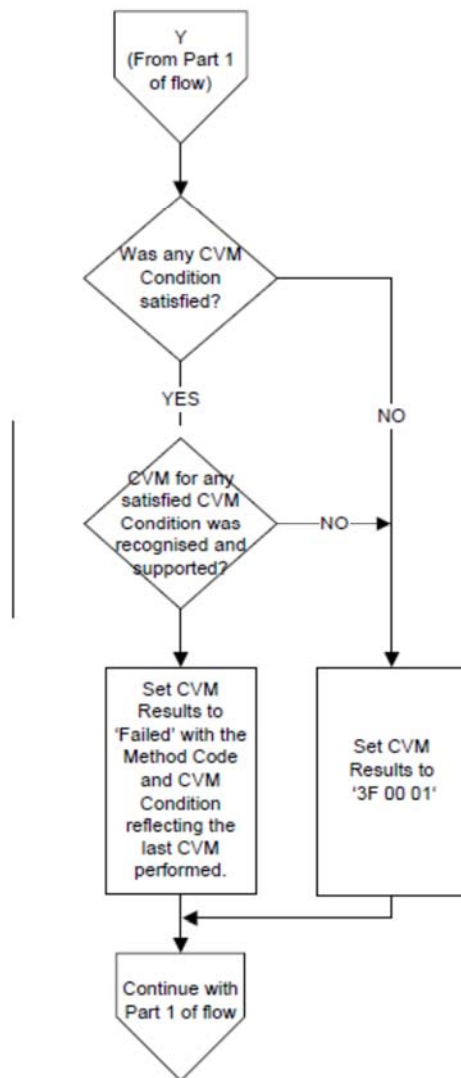 Y
(From Part 1
of flow)
Was any CVM
Condition
satisfied?
YES
NO
CVM for any
satisfied CVM
Condition was
recognised and
supported?
NO
Set CVM
Results to
'Failed' with the
Method Code
and CVM
Condition
reflecting the
last CVM
performed.
Set CVM
Results to
‘3F 00 01‘
Continue with
Part 1 of flow